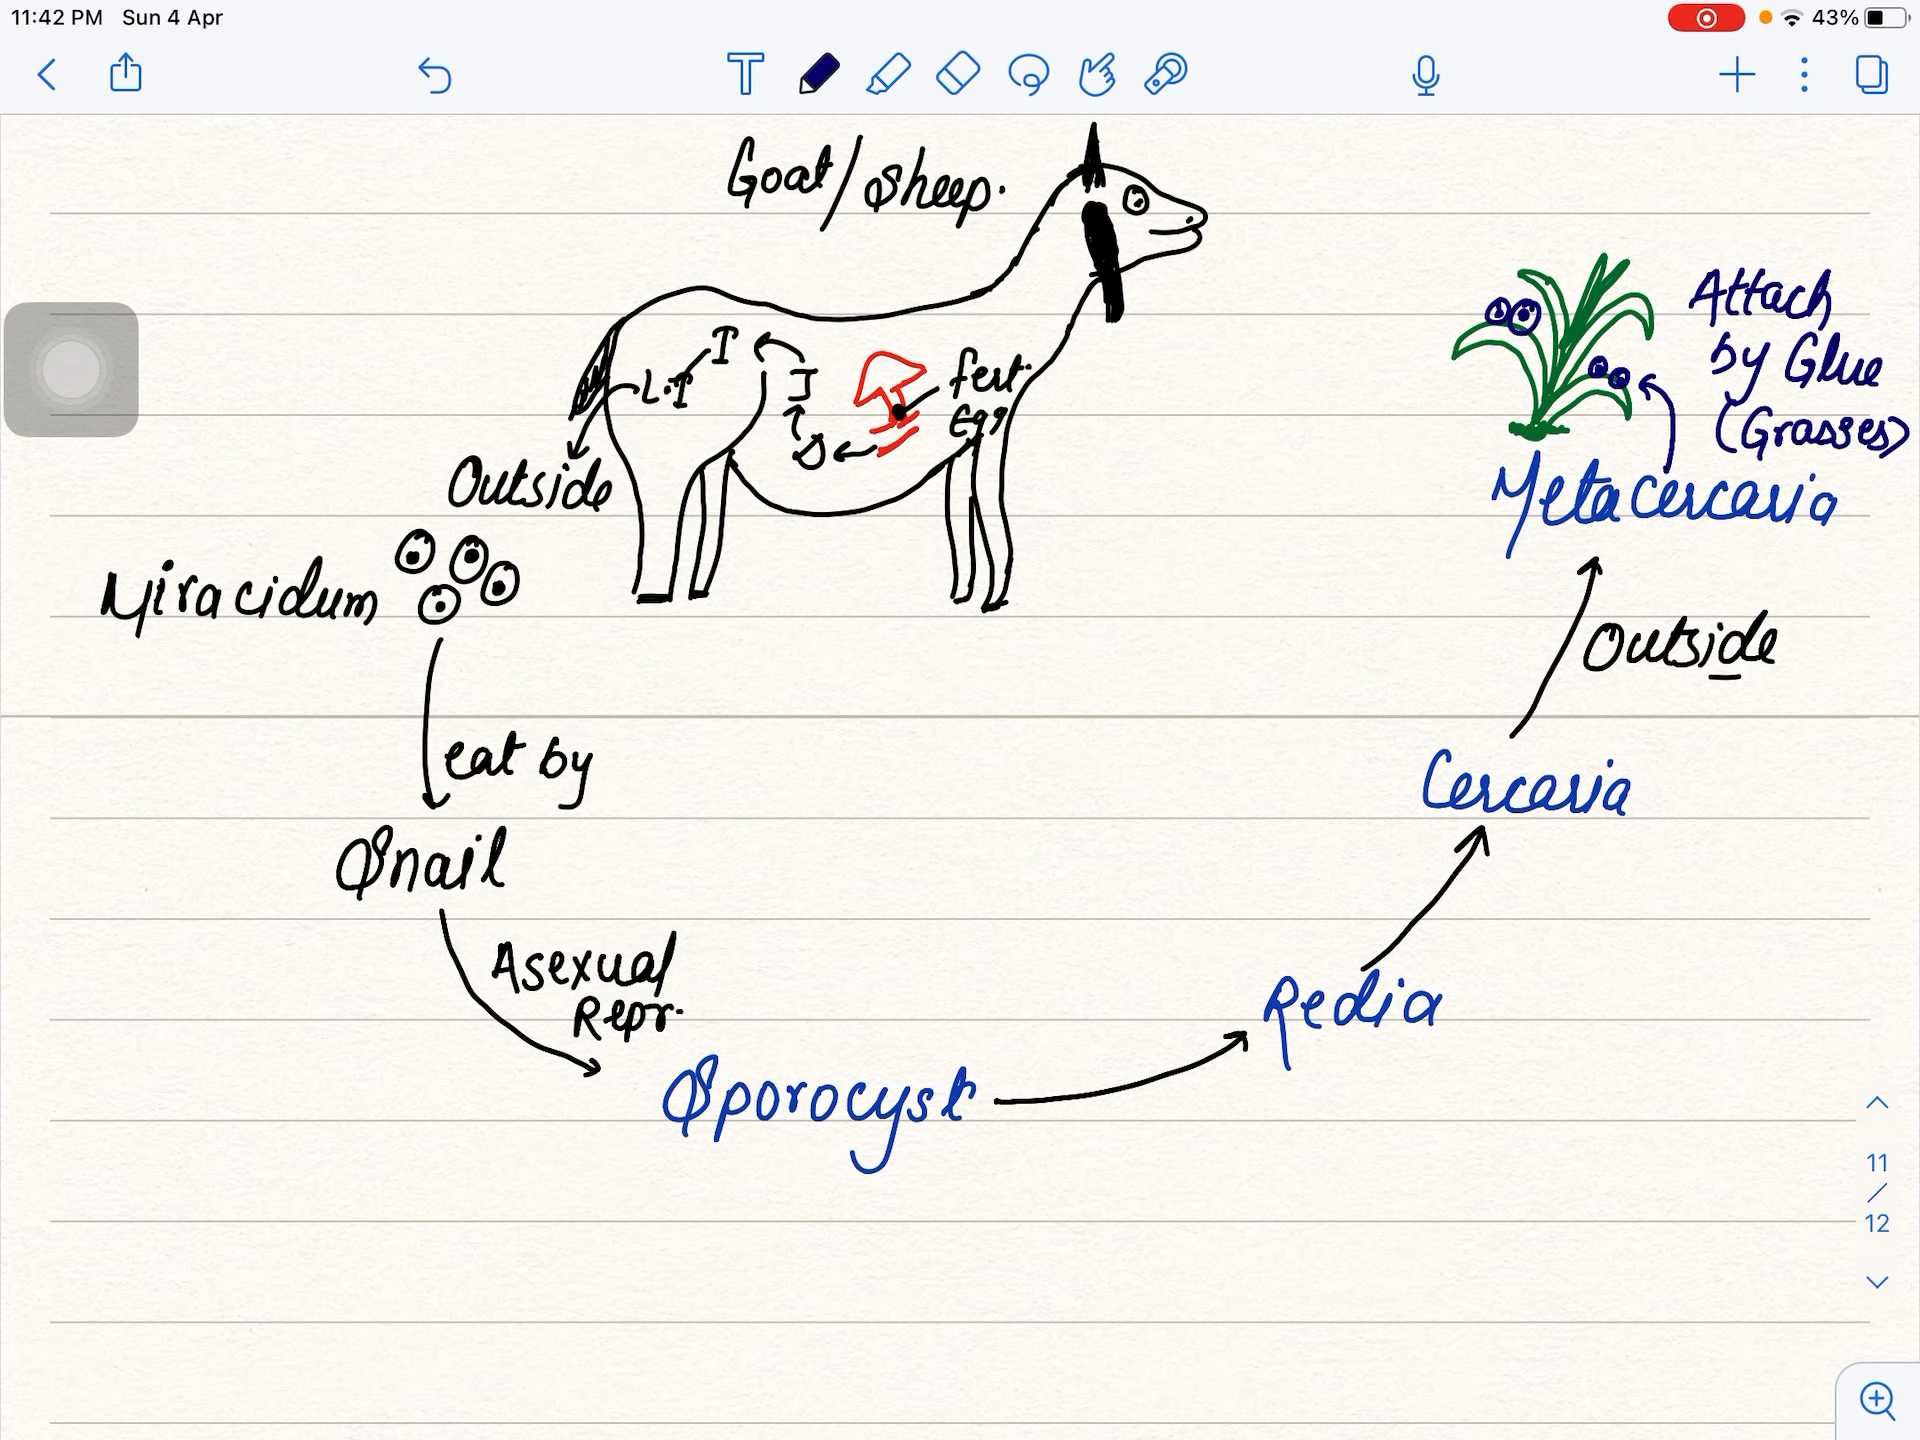 11:42 PM Sun 4 Apr
43%
Goat/Sheep.
fert.
Egg
D
J
I
L.I
Outside
Attach
by Glue
(Grasses)
Metacercaria
Miracidum
Outside
eat by
Cercaria
Snail
Asexual
Repr.
Redia
Sporocyst
11
/
12